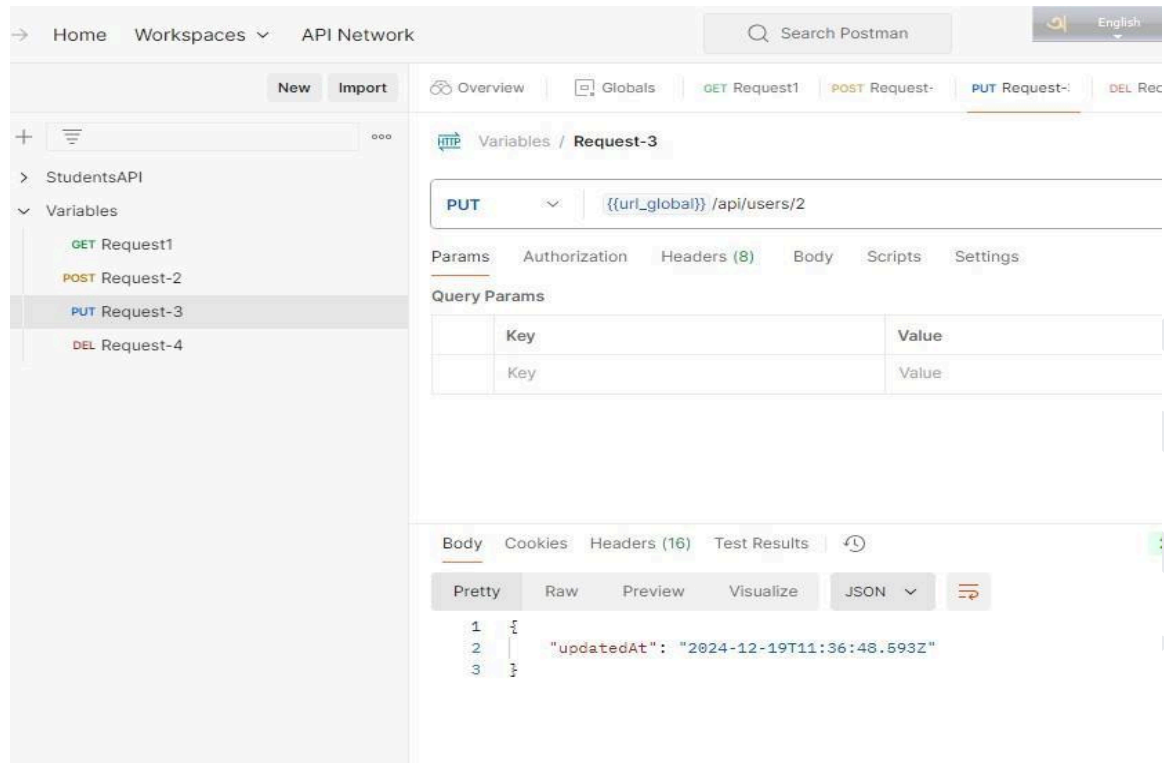 Home Workspaces API Network Search Postman English
New Import Overview Globals GET Request1 POST Request- PUT Request- DEL Rec
HTTP Variables / Request-3
StudentsAPI
Variables
GET Request1
POST Request-2
PUT Request-3
DEL Request-4
PUT {{url_global}} /api/users/2
Params Authorization Headers (8) Body Scripts Settings
Query Params
Key Value
Key Value
Body Cookies Headers (16) Test Results
Pretty Raw Preview Visualize JSON
1 {
2 "updatedAt": "2024-12-19T11:36:48.593Z"
3 }